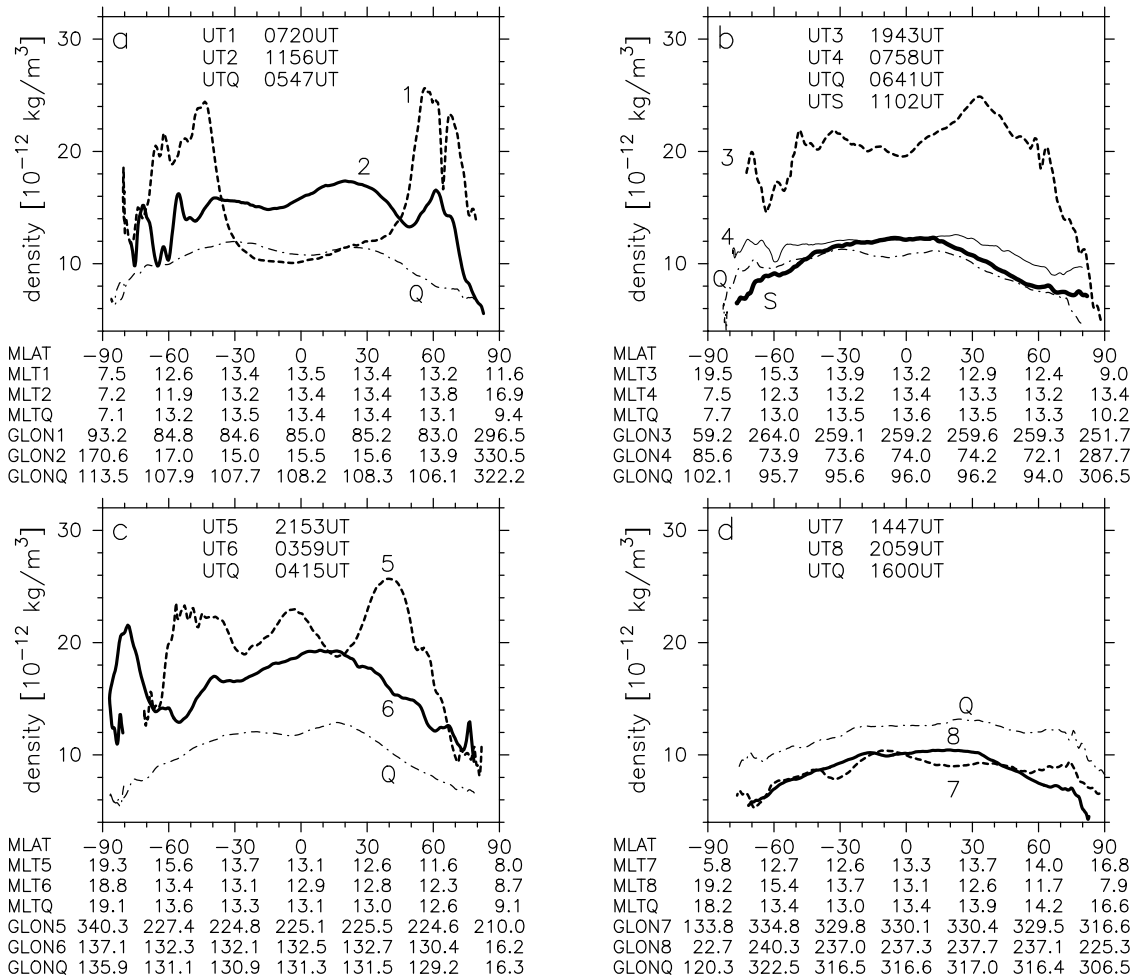 a
UT1 0720UT
UT2 1156UT
UTQ 0547UT
density [10⁻¹² kg/m³]
30
20
10
1
2
Q
MLAT −90 −60 −30 0 30 60 90
MLT1 7.5 12.6 13.4 13.5 13.4 13.2 11.6
MLT2 7.2 11.9 13.2 13.4 13.4 13.8 16.9
MLTQ 7.1 13.2 13.5 13.4 13.4 13.1 9.4
GLON1 93.2 84.8 84.6 85.0 85.2 83.0 296.5
GLON2 170.6 17.0 15.0 15.5 15.6 13.9 330.5
GLONQ 113.5 107.9 107.7 108.2 108.3 106.1 322.2
b
UT3 1943UT
UT4 0758UT
UTQ 0641UT
UTS 1102UT
density [10⁻¹² kg/m³]
30
20
10
3
4
Q
S
MLAT −90 −60 −30 0 30 60 90
MLT3 19.5 15.3 13.9 13.2 12.9 12.4 9.0
MLT4 7.5 12.3 13.2 13.4 13.3 13.2 13.4
MLTQ 7.7 13.0 13.5 13.6 13.5 13.3 10.2
GLON3 59.2 264.0 259.1 259.2 259.6 259.3 251.7
GLON4 85.6 73.9 73.6 74.0 74.2 72.1 287.7
GLONQ 102.1 95.7 95.6 96.0 96.2 94.0 306.5
c
UT5 2153UT
UT6 0359UT
UTQ 0415UT
density [10⁻¹² kg/m³]
30
20
10
5
6
Q
MLAT −90 −60 −30 0 30 60 90
MLT5 19.3 15.6 13.7 13.1 12.6 11.6 8.0
MLT6 18.8 13.4 13.1 12.9 12.8 12.3 8.7
MLTQ 19.1 13.6 13.3 13.1 13.0 12.6 9.1
GLON5 340.3 227.4 224.8 225.1 225.5 224.6 210.0
GLON6 137.1 132.3 132.1 132.5 132.7 130.4 16.2
GLONQ 135.9 131.1 130.9 131.3 131.5 129.2 16.3
d
UT7 1447UT
UT8 2059UT
UTQ 1600UT
density [10⁻¹² kg/m³]
30
20
10
Q
8
7
MLAT −90 −60 −30 0 30 60 90
MLT7 5.8 12.7 12.6 13.3 13.7 14.0 16.8
MLT8 19.2 15.4 13.7 13.1 12.6 11.7 7.9
MLTQ 18.2 13.4 13.0 13.4 13.9 14.2 16.6
GLON7 133.8 334.8 329.8 330.1 330.4 329.5 316.6
GLON8 22.7 240.3 237.0 237.3 237.7 237.1 225.3
GLONQ 120.3 322.5 316.5 316.6 317.0 316.4 306.5